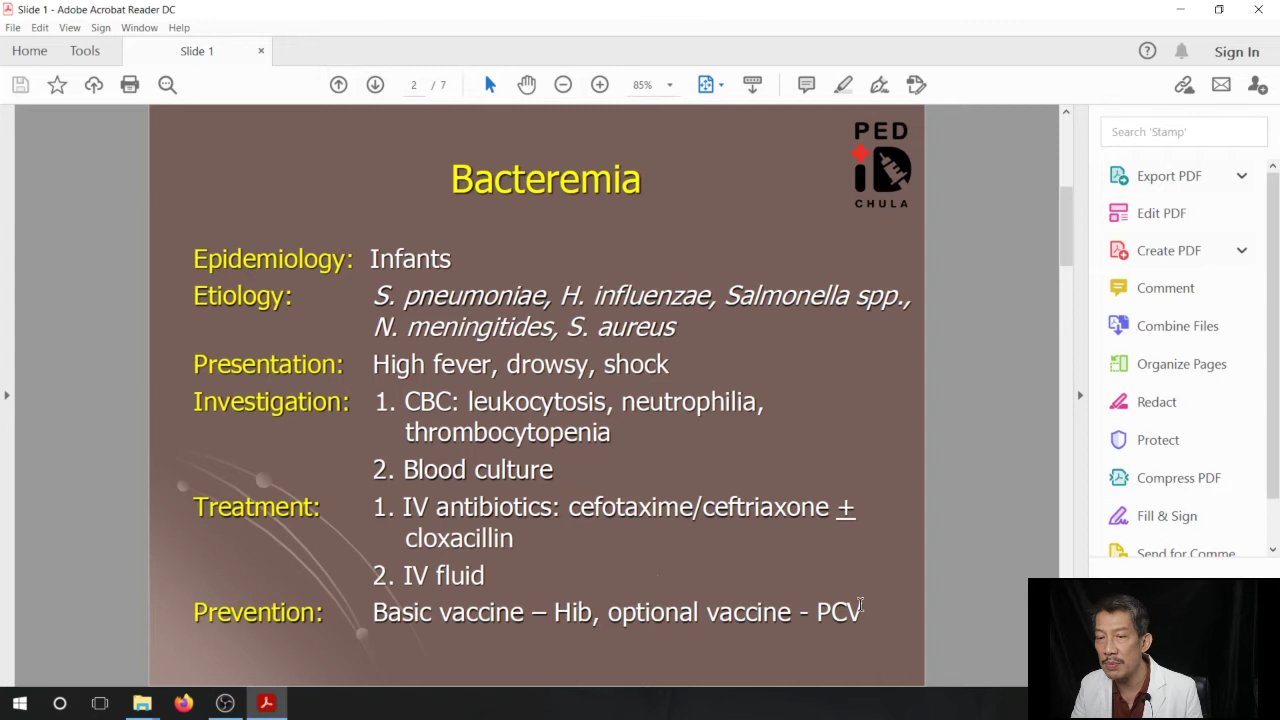 Slide 1 - Adobe Acrobat Reader DC
File Edit View Sign Window Help
Home Tools Slide 1 ×
Sign In
2 / 7 85%
PED
iD
CHULA
Bacteremia
Epidemiology: Infants
Etiology: S. pneumoniae, H. influenzae, Salmonella spp.,
N. meningitides, S. aureus
Presentation: High fever, drowsy, shock
Investigation: 1. CBC: leukocytosis, neutrophilia,
thrombocytopenia
2. Blood culture
Treatment: 1. IV antibiotics: cefotaxime/ceftriaxone +
cloxacillin
2. IV fluid
Prevention: Basic vaccine – Hib, optional vaccine - PCV
Search 'Stamp'
Export PDF
Edit PDF
Create PDF
Comment
Combine Files
Organize Pages
Redact
Protect
Compress PDF
Fill & Sign
Send for Comme